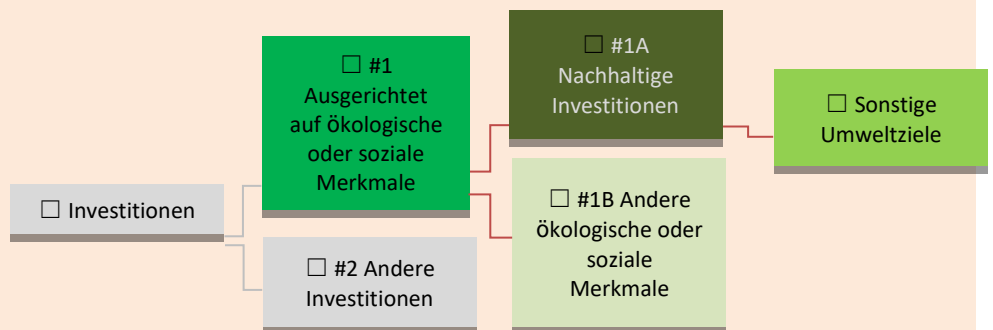 ☐ Investitionen
☐ #1
Ausgerichtet
auf ökologische
oder soziale
Merkmale
☐ #2 Andere
Investitionen
☐ #1A
Nachhaltige
Investitionen
☐ #1B Andere
ökologische oder
soziale
Merkmale
☐ Sonstige
Umweltziele